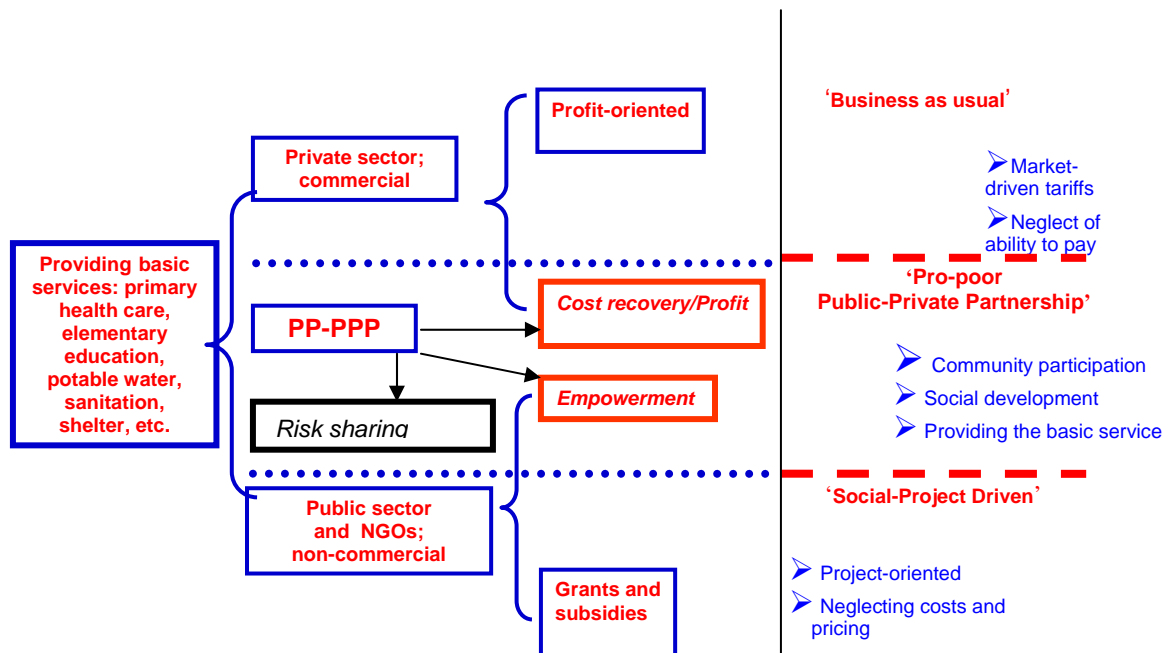 Providing basic
services: primary
health care,
elementary
education,
potable water,
sanitation,
shelter, etc.
Private sector;
commercial
PP-PPP
Risk sharing
Public sector
and NGOs;
non-commercial
Profit-oriented
Cost recovery/Profit
Empowerment
Grants and
subsidies
‘Business as usual’
Market-
driven tariffs
Neglect of
ability to pay
‘Pro-poor
Public-Private Partnership’
Community participation
Social development
Providing the basic service
‘Social-Project Driven’
Project-oriented
Neglecting costs and
pricing